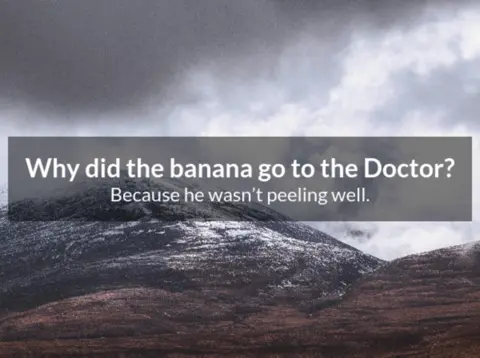 Why did the banana go to the Doctor?
Because he wasn't peeling well.